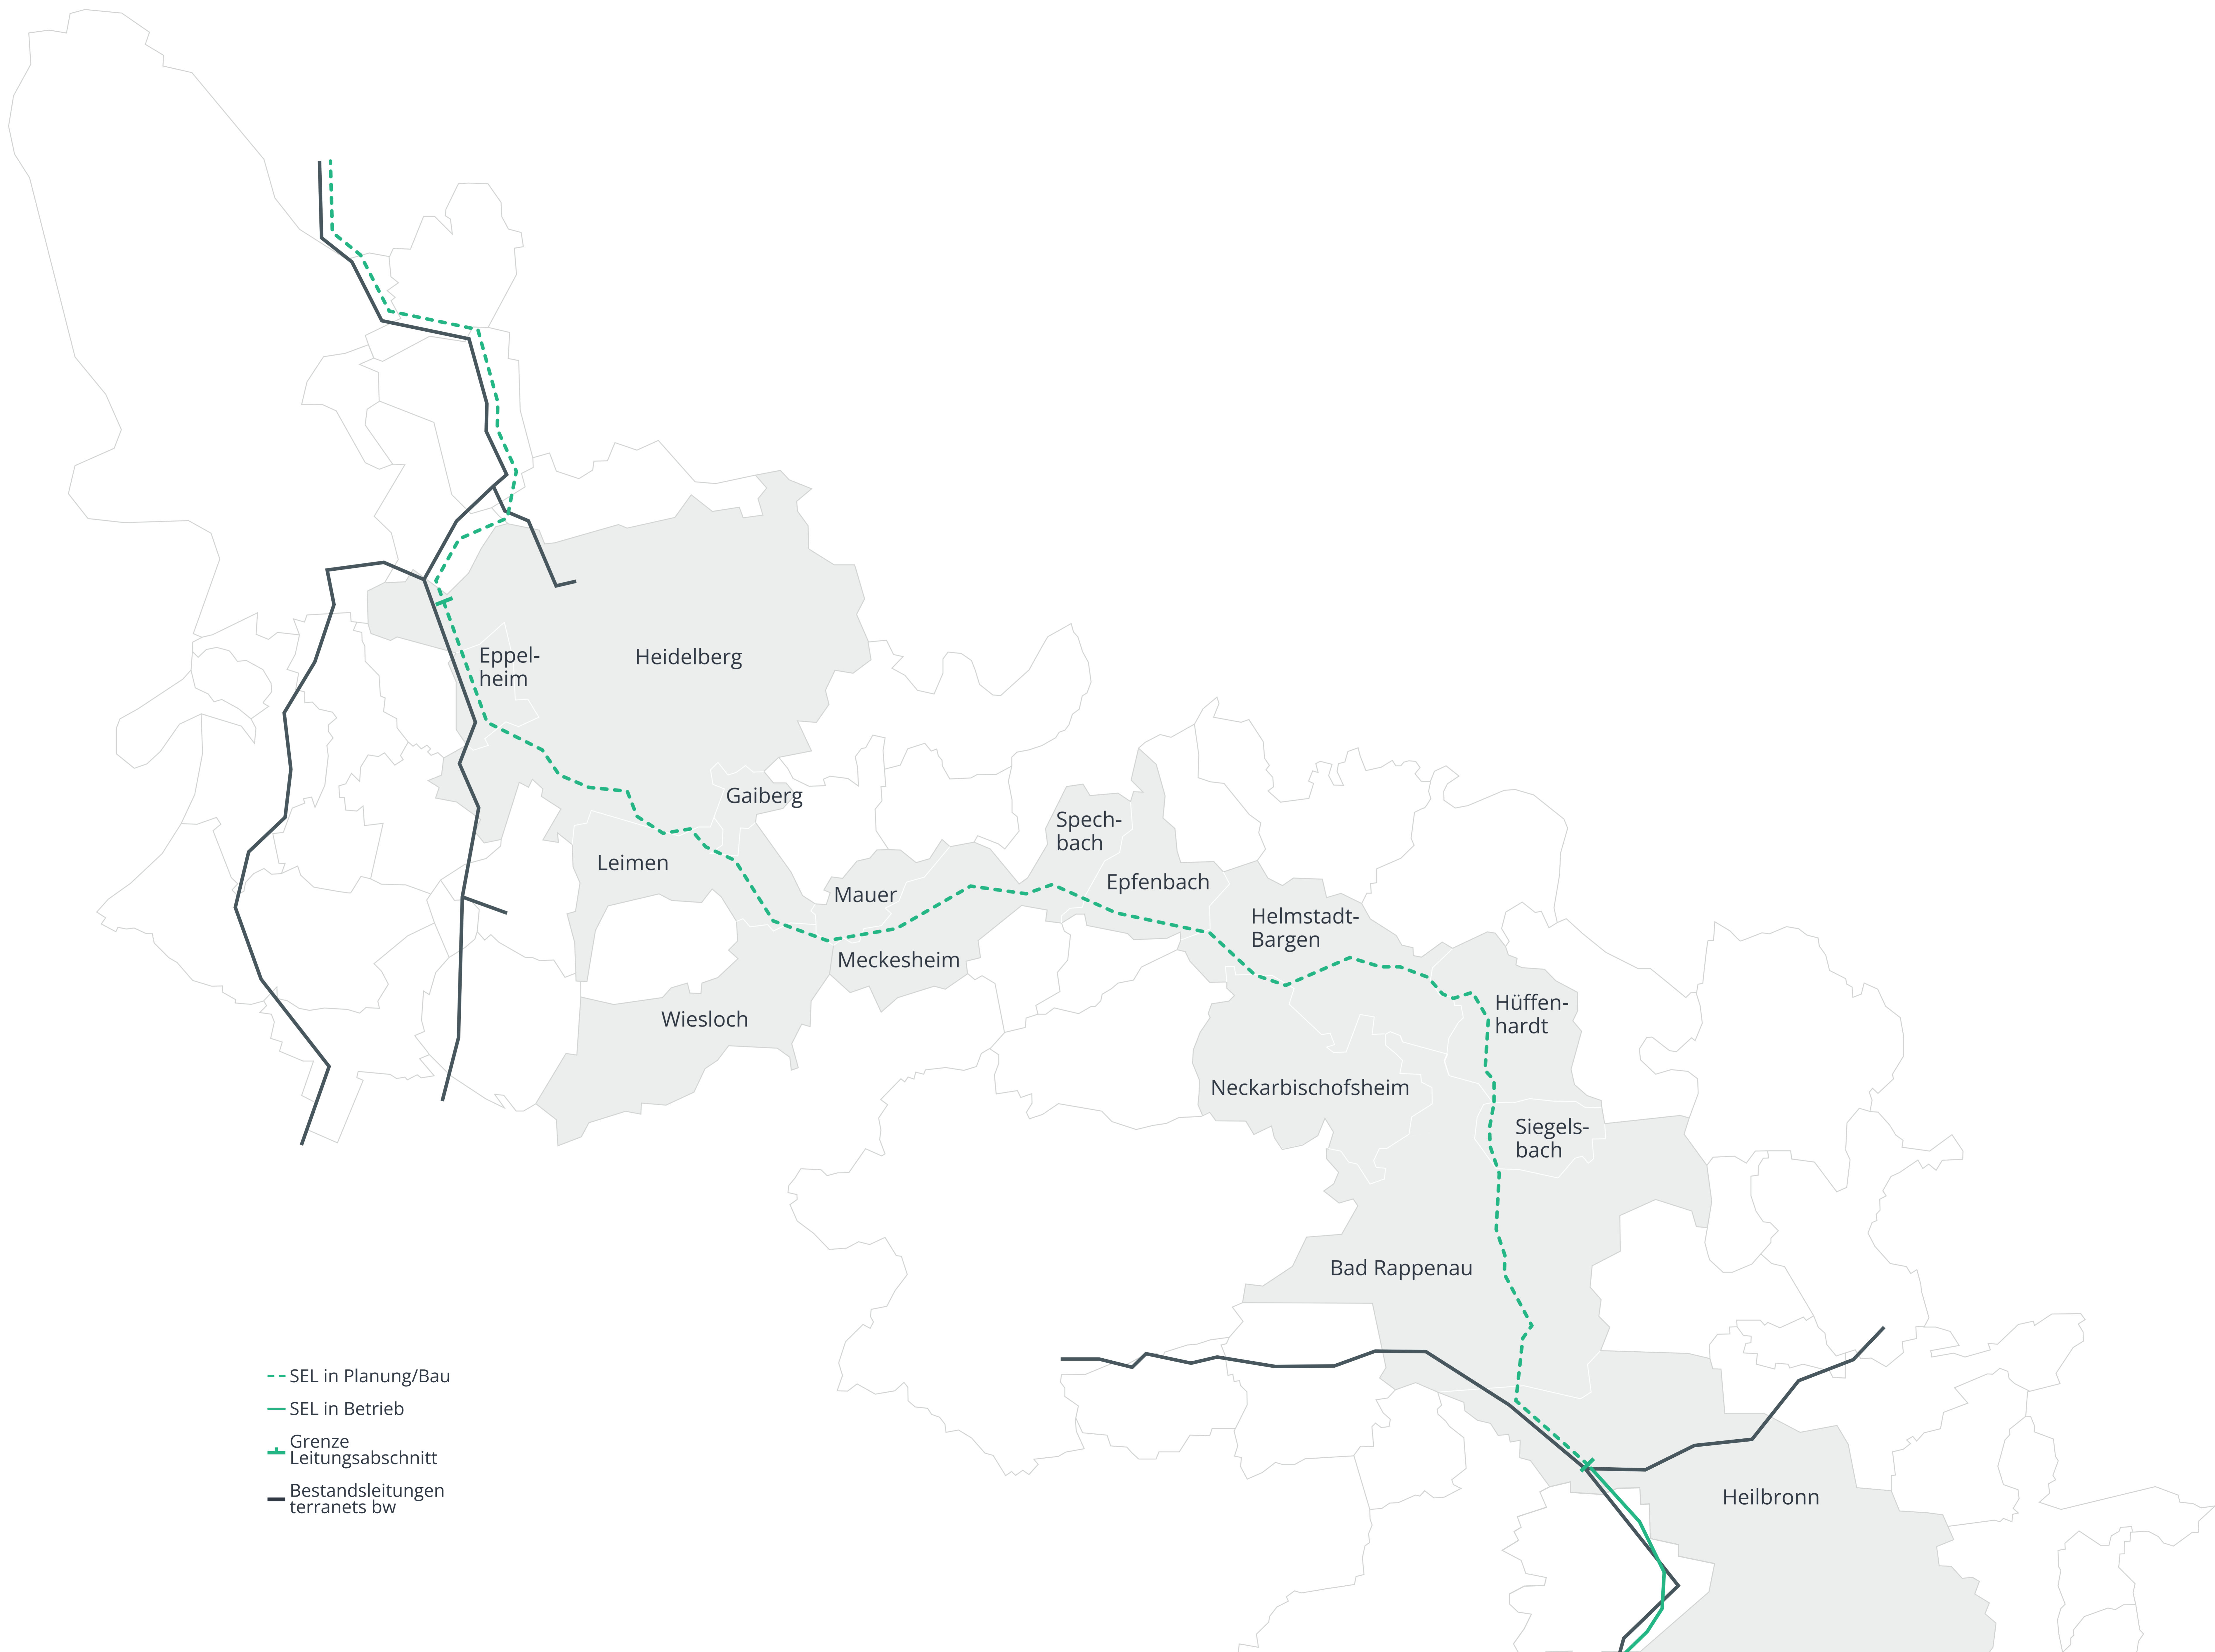 Eppel-
heim
Heidelberg
Gaiberg
Leimen
Spech-
bach
Mauer
Epfenbach
Helmstadt-
Bargen
Meckesheim
Wiesloch
Hüffen-
hardt
Neckarbischofsheim
Siegels-
bach
Bad Rappenau
Heilbronn
SEL in Planung/Bau
SEL in Betrieb
Grenze
Leitungsabschnitt
Bestandsleitungen
terranets bw